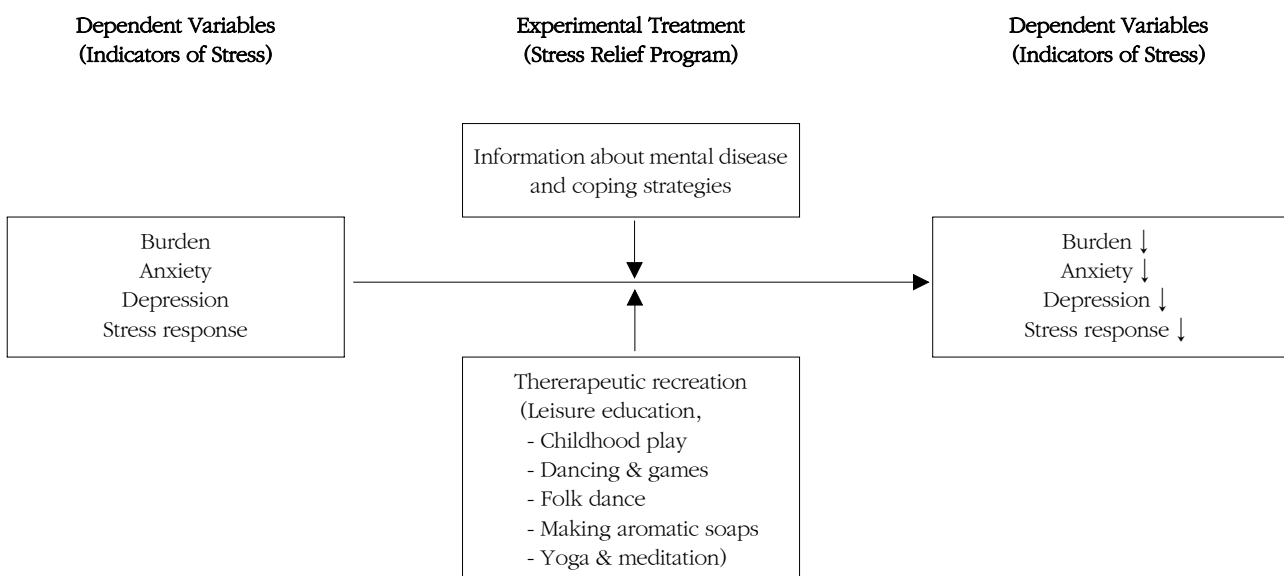 Dependent Variables
(Indicators of Stress)
Experimental Treatment
(Stress Relief Program)
Dependent Variables
(Indicators of Stress)
Information about mental disease
and coping strategies
Burden
Anxiety
Depression
Stress response
Burden ↓
Anxiety ↓
Depression ↓
Stress response ↓
Thererapeutic recreation
(Leisure education,
- Childhood play
- Dancing & games
- Folk dance
- Making aromatic soaps
- Yoga & meditation)